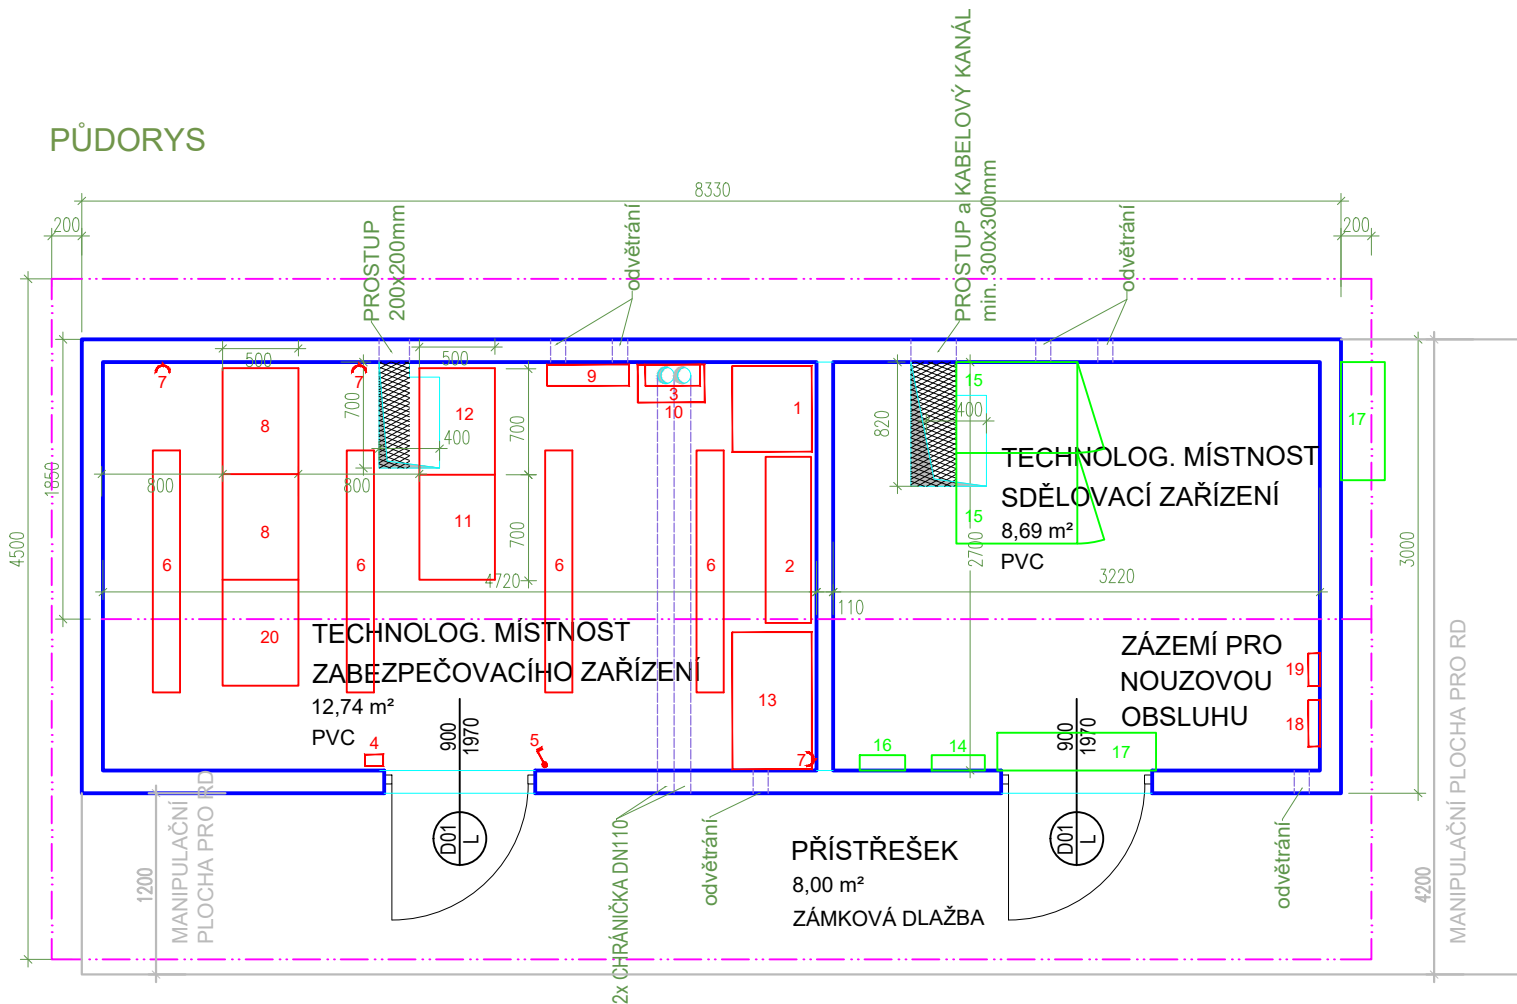 PŮDORYS
8330
200
200
PROSTUP
200x200mm
odvětrání
PROSTUP a KABELOVÝ KANÁL
min. 300x300mm
odvětrání
500
500
7
7
8
12
9
3
10
1
15
17
700
400
700
820
400
1850
800
800
8
11
700
15
TECHNOLOG. MÍSTNOST
SDĚLOVACÍ ZAŘÍZENÍ
8,69 m²
PVC
4500
6
6
6
6
2
4720
110
2700
3220
3000
20
TECHNOLOG. MÍSTNOST
ZABEZPEČOVACÍHO ZAŘÍZENÍ
12,74 m²
PVC
13
ZÁZEMÍ PRO
NOUZOVOU
OBSLUHU
19
18
4
5
7
16
14
17
900
1970
900
1970
D01
L
D01
L
MANIPULAČNÍ
PLOCHA PRO RD
1200
2x CHRÁNIČKA DN110
odvětrání
PŘÍSTŘEŠEK
8,00 m²
ZÁMKOVÁ DLAŽBA
odvětrání
4200
MANIPULAČNÍ PLOCHA PRO RD